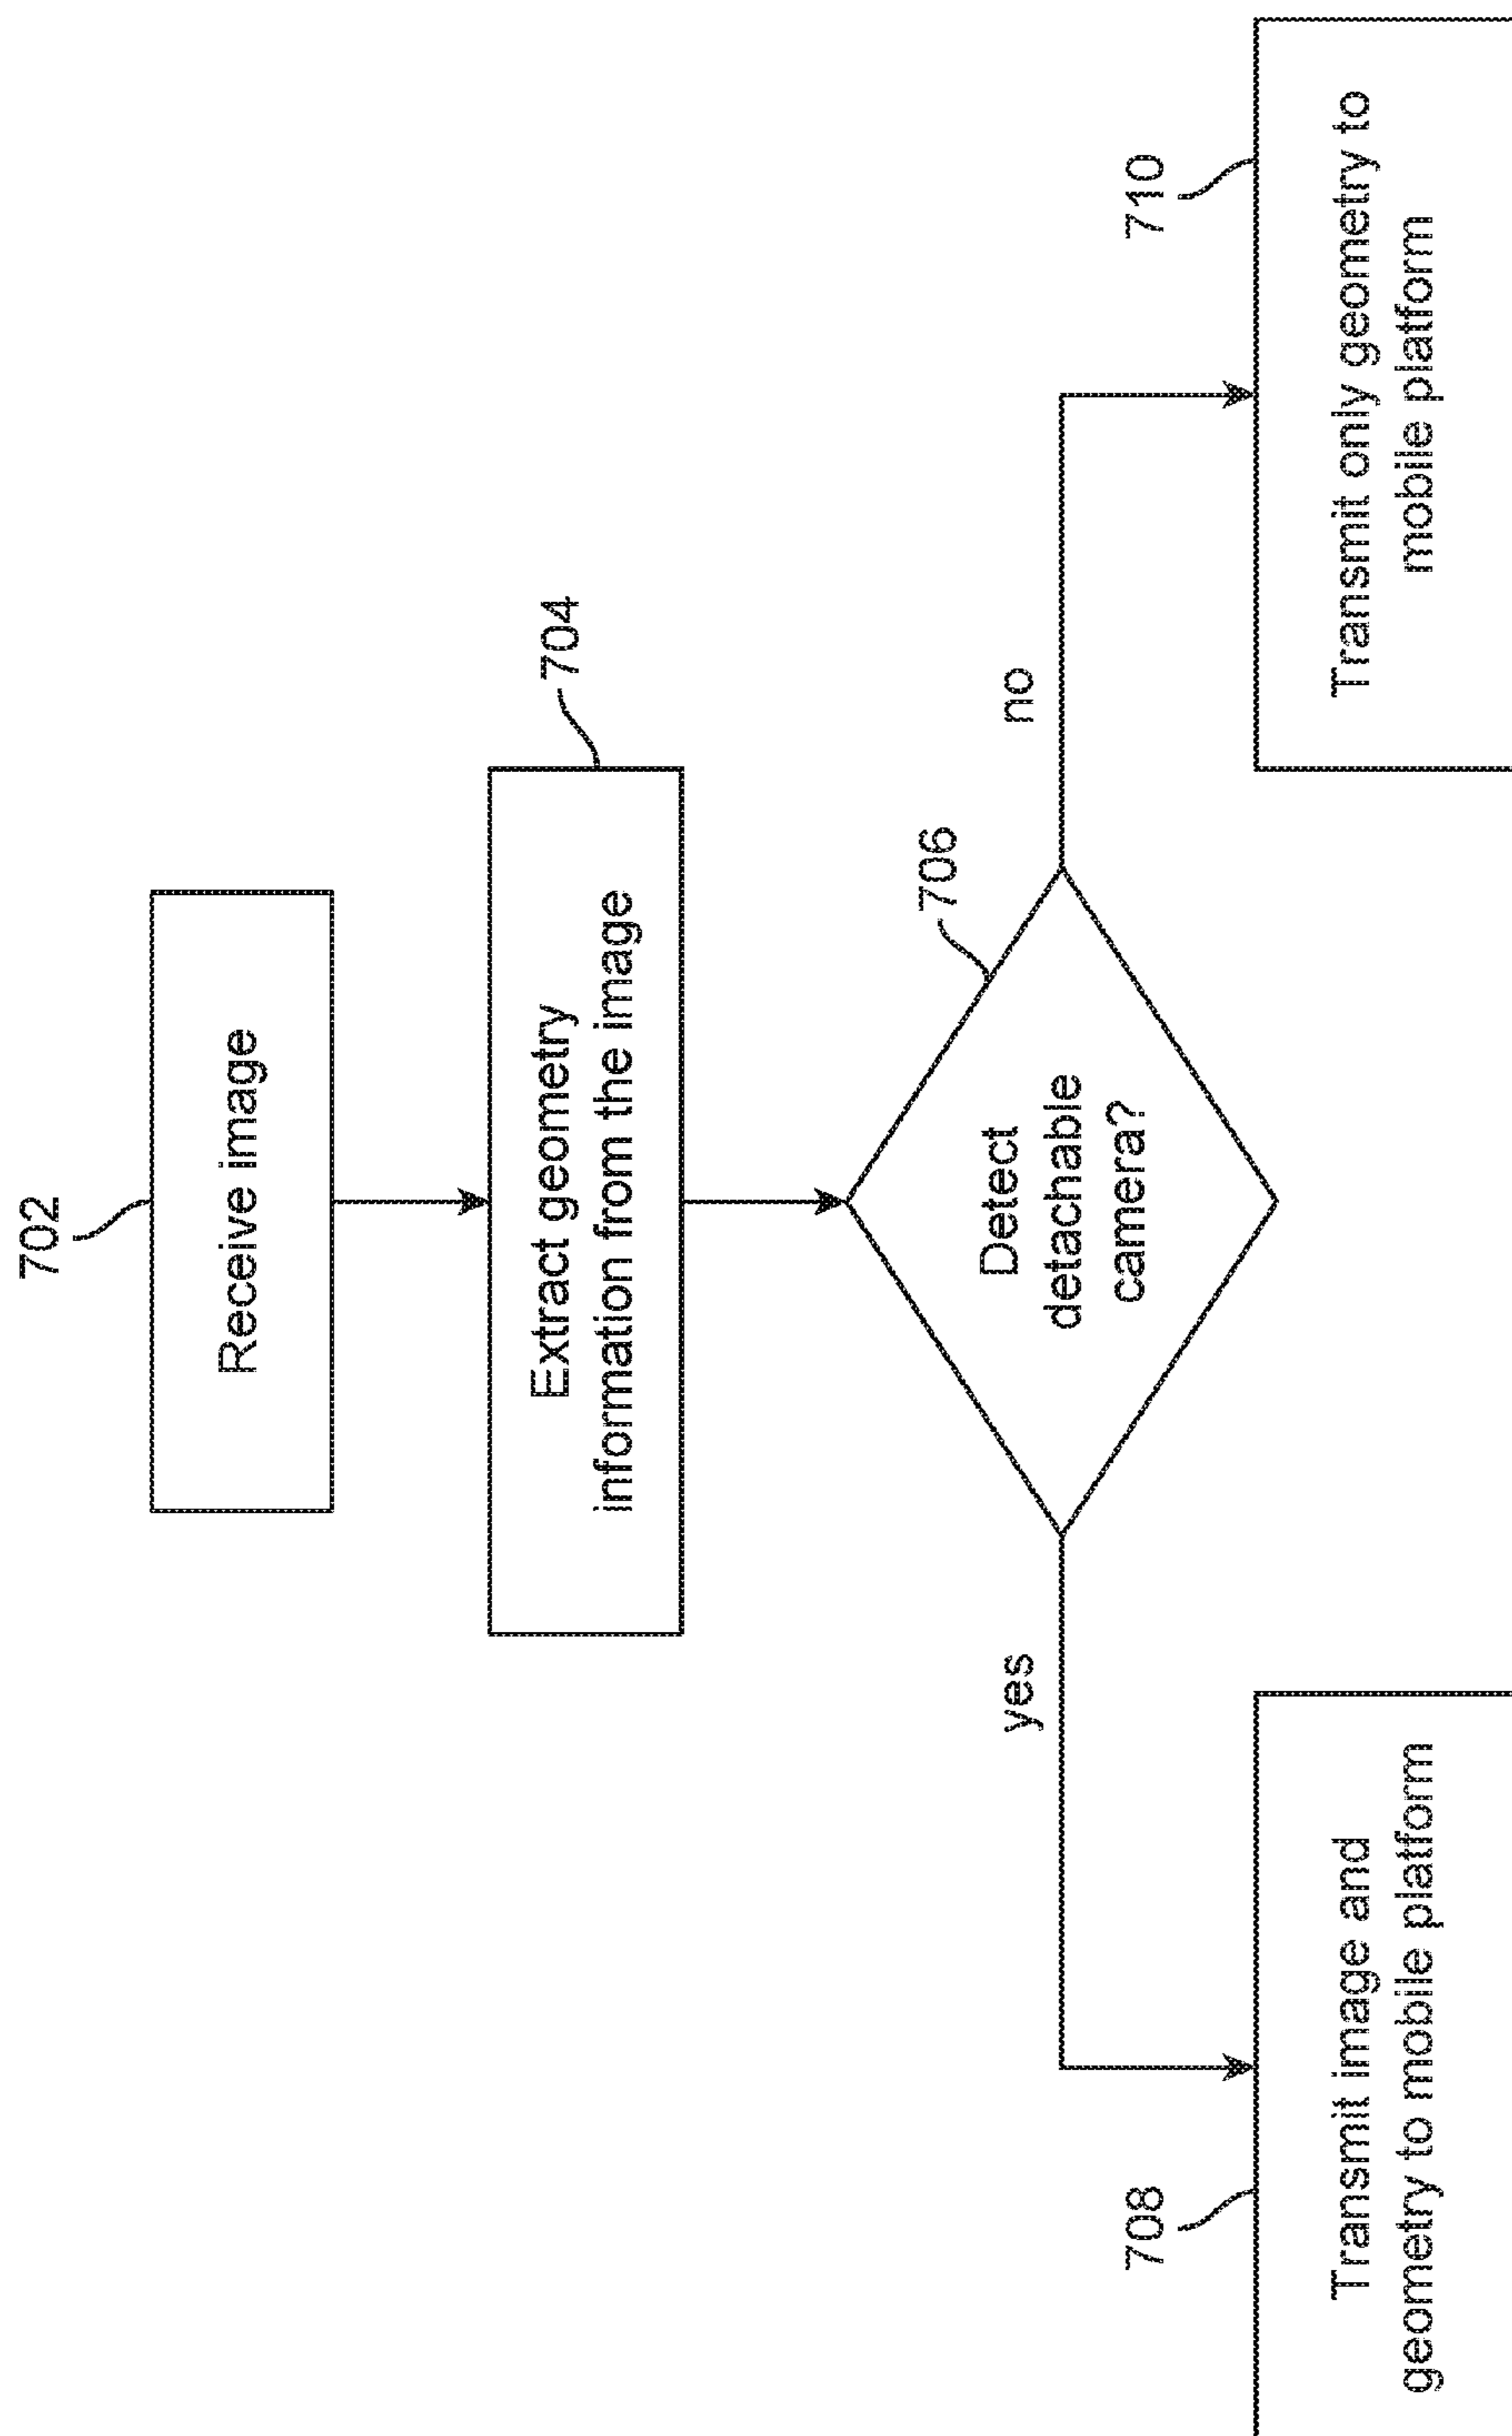 702
Receive image
704
Extract geometry
information from the image
706
Detect
detachable
camera?
yes
no
708
Transmit image and
geometry to mobile platform
710
Transmit only geometry to
mobile platform